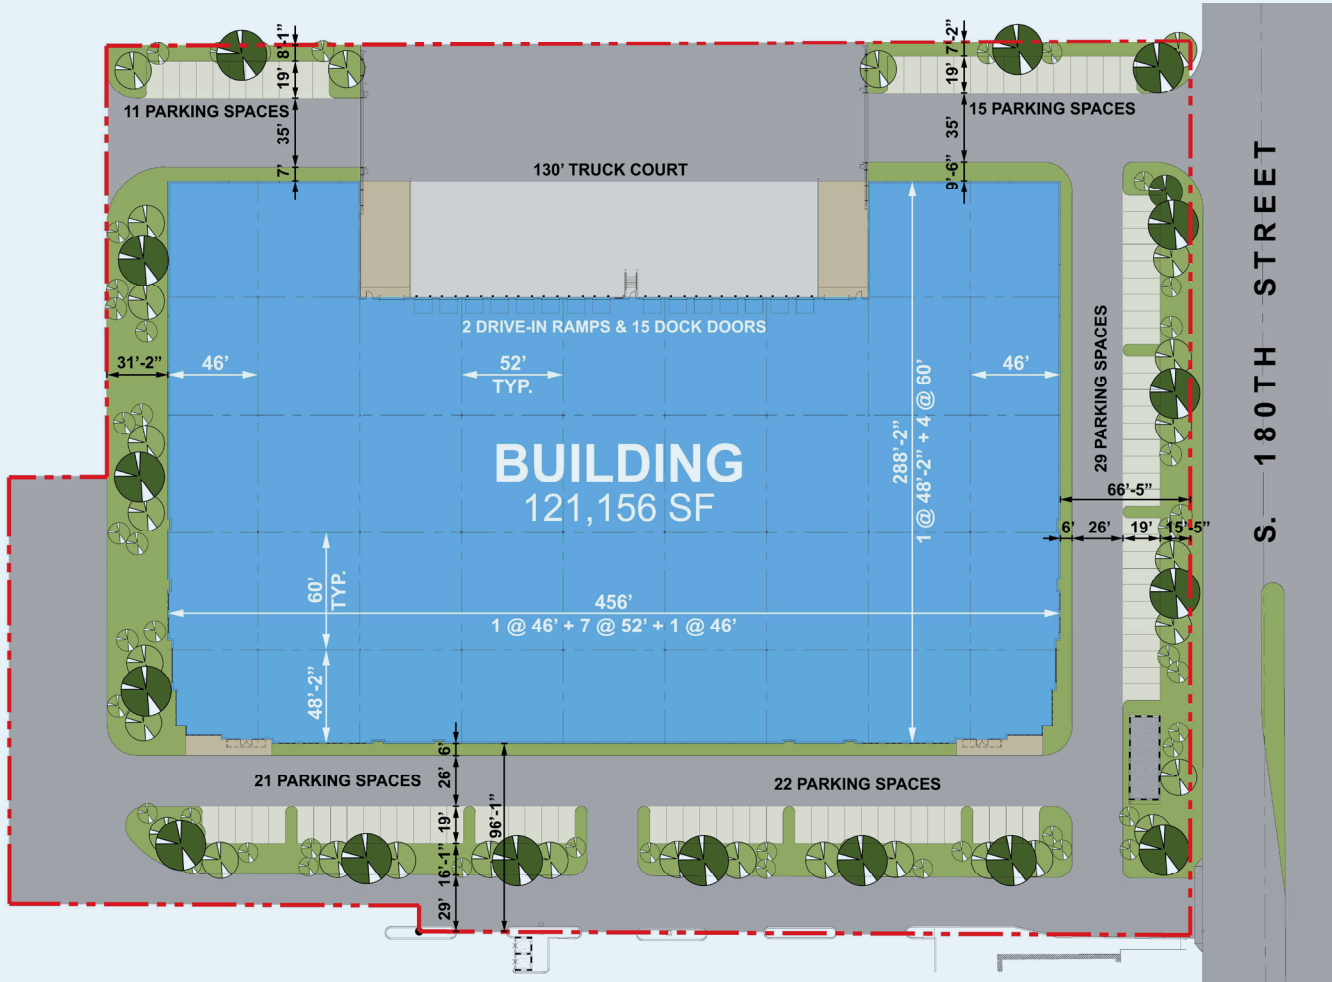 8'-1"
19'
11 PARKING SPACES
35'
7'
7'-2"
19'
15 PARKING SPACES
35'
9'-6"
130' TRUCK COURT
2 DRIVE-IN RAMPS & 15 DOCK DOORS
31'-2"
46'
52'
TYP.
46'
288'-2"
1 @ 48'-2" + 4 @ 60'
29 PARKING SPACES
S. 180TH STREET
BUILDING
121,156 SF
66'-5"
6'
26'
19'
15'-5"
60'
TYP.
456'
1 @ 46' + 7 @ 52' + 1 @ 46'
48'-2"
6'
21 PARKING SPACES
26'
22 PARKING SPACES
19'
96'-1"
16'-1"
29'